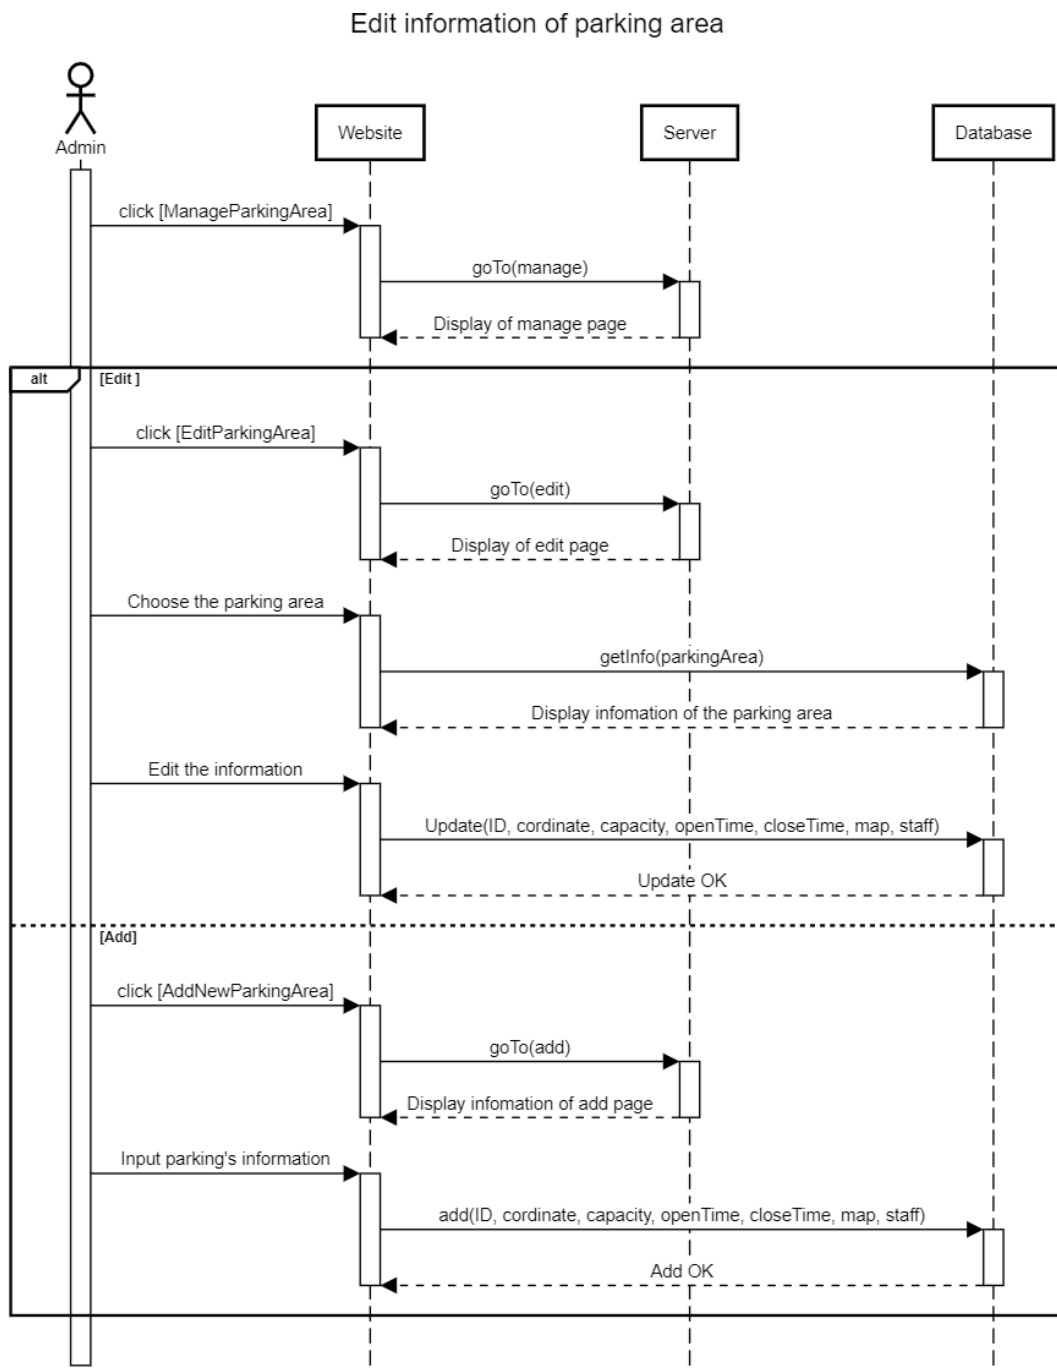 Edit information of parking area
Admin
Website
Server
Database
click [ManageParkingArea]
goTo(manage)
Display of manage page
alt
[Edit ]
click [EditParkingArea]
goTo(edit)
Display of edit page
Choose the parking area
getInfo(parkingArea)
Display infomation of the parking area
Edit the information
Update(ID, cordinate, capacity, openTime, closeTime, map, staff)
Update OK
[Add]
click [AddNewParkingArea]
goTo(add)
Display infomation of add page
Input parking's information
add(ID, cordinate, capacity, openTime, closeTime, map, staff)
Add OK